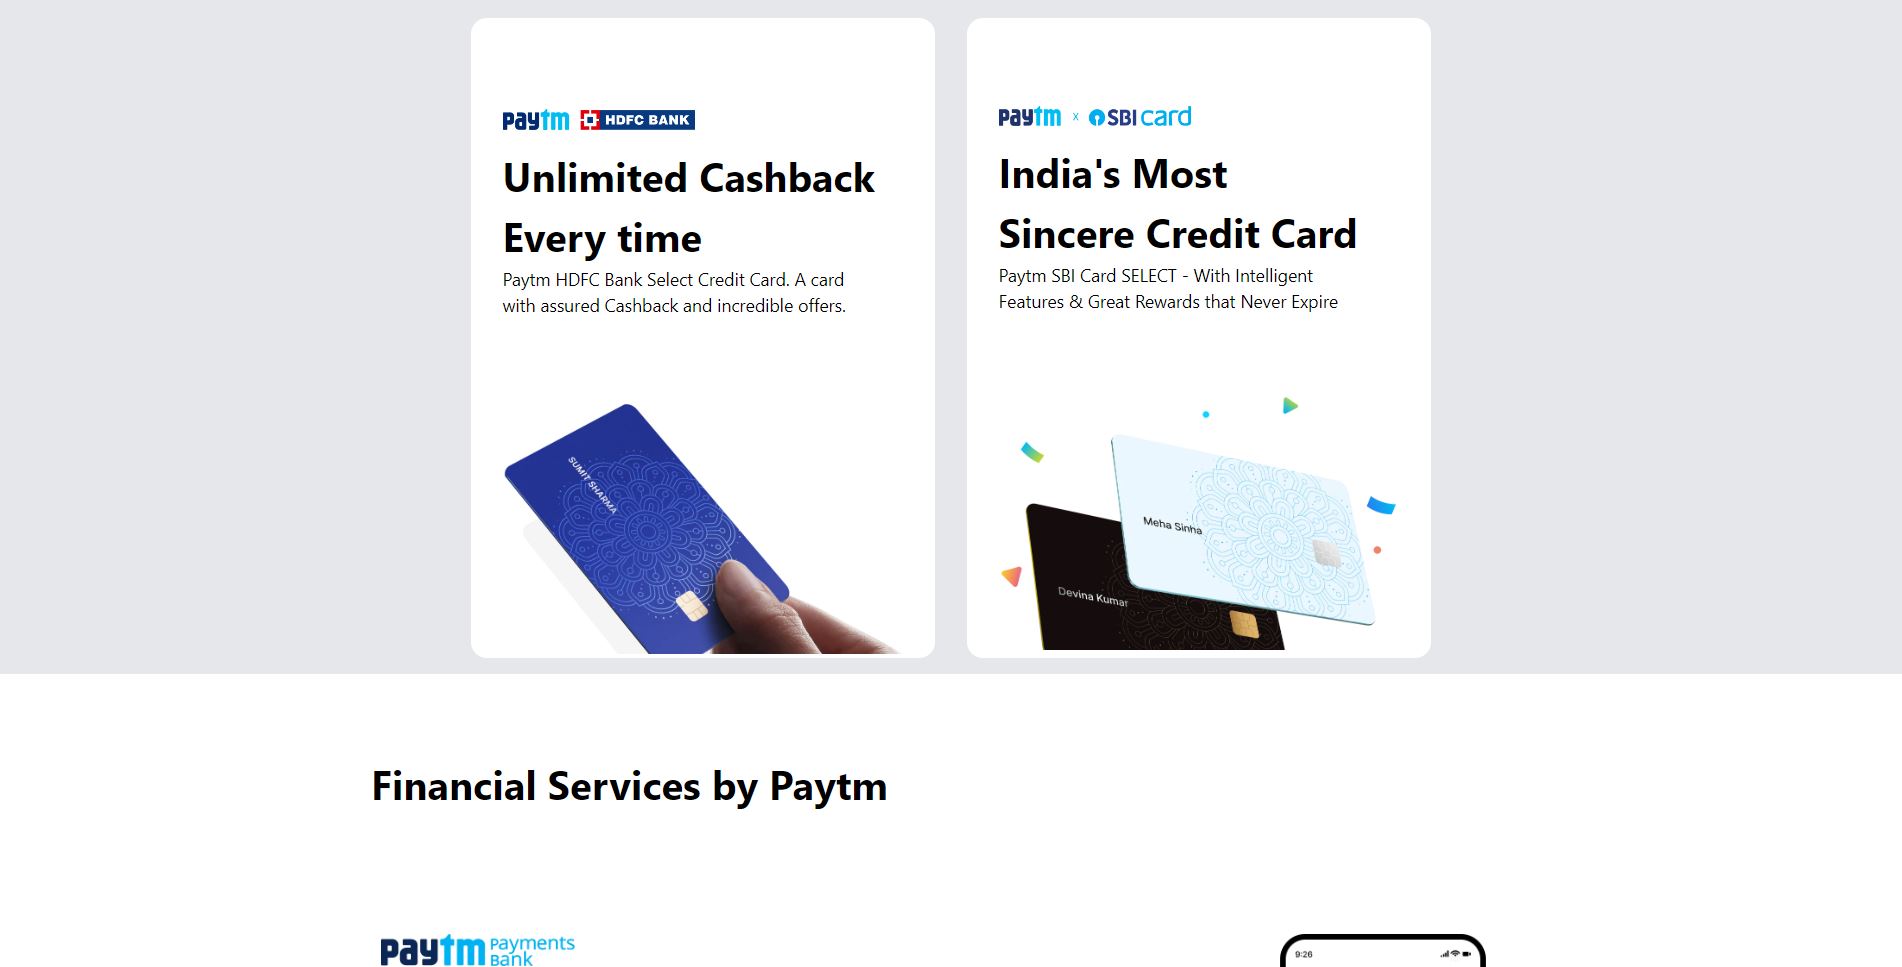 paytm HDFC BANK
Unlimited Cashback
Every time
Paytm HDFC Bank Select Credit Card. A card
with assured Cashback and incredible offers.
SUMIT SHARMA
paytm x SBI card
India's Most
Sincere Credit Card
Paytm SBI Card SELECT - With Intelligent
Features & Great Rewards that Never Expire
Meha Sinha
Devina Kumar
Financial Services by Paytm
paytm Payments
Bank
9:26